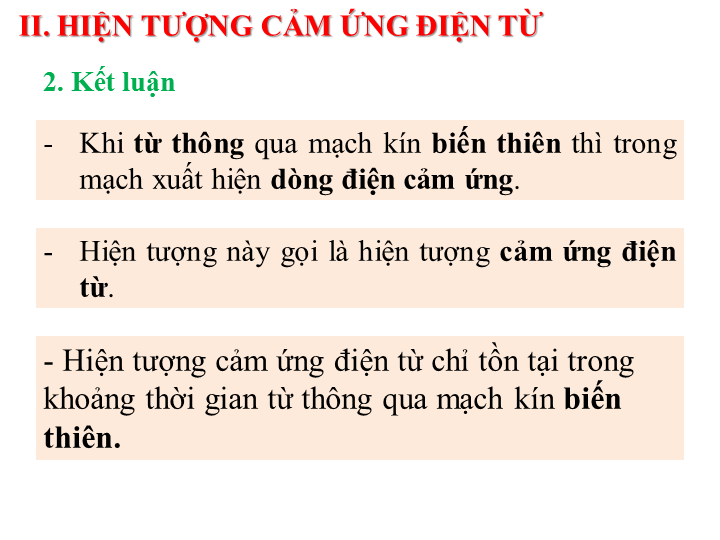 II. HIỆN TƯỢNG CẢM ỨNG ĐIỆN TỪ
2. Kết luận
- Khi từ thông qua mạch kín biến thiên thì trong
mạch xuất hiện dòng điện cảm ứng.
- Hiện tượng này gọi là hiện tượng cảm ứng điện
từ.
- Hiện tượng cảm ứng điện từ chỉ tồn tại trong
khoảng thời gian từ thông qua mạch kín biến
thiên.